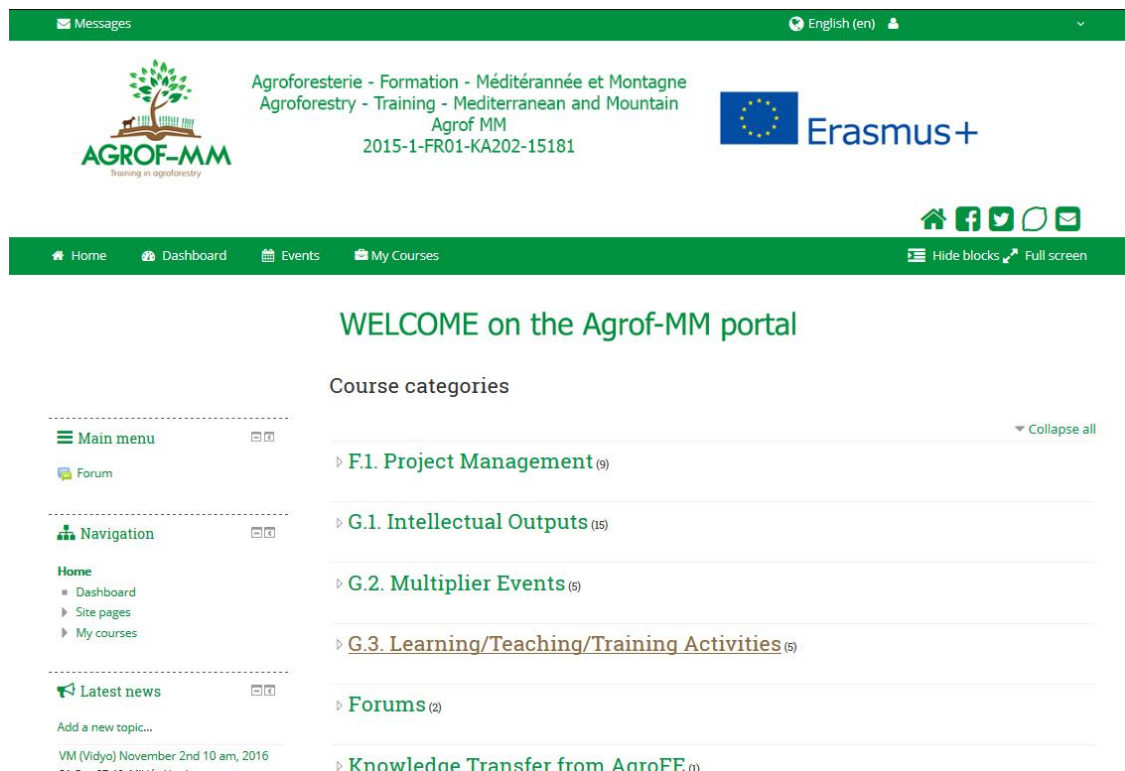 Messages
English (en)
Agroforesterie - Formation - Méditérannée et Montagne
Agroforestry - Training - Mediterranean and Mountain
Agrof MM
2015-1-FR01-KA202-15181
AGROF-MM
Training in agroforestry
Erasmus+
Home Dashboard Events My Courses Hide blocks Full screen
WELCOME on the Agrof-MM portal
Course categories
Collapse all
Main menu
Forum
Navigation
Home
Dashboard
Site pages
My courses
Latest news
Add a new topic...
VM (Vidyo) November 2nd 10 am, 2016
F.1. Project Management (9)
G.1. Intellectual Outputs (15)
G.2. Multiplier Events (5)
G.3. Learning/Teaching/Training Activities (5)
Forums (2)
Knowledge Transfer from AgroFE (1)